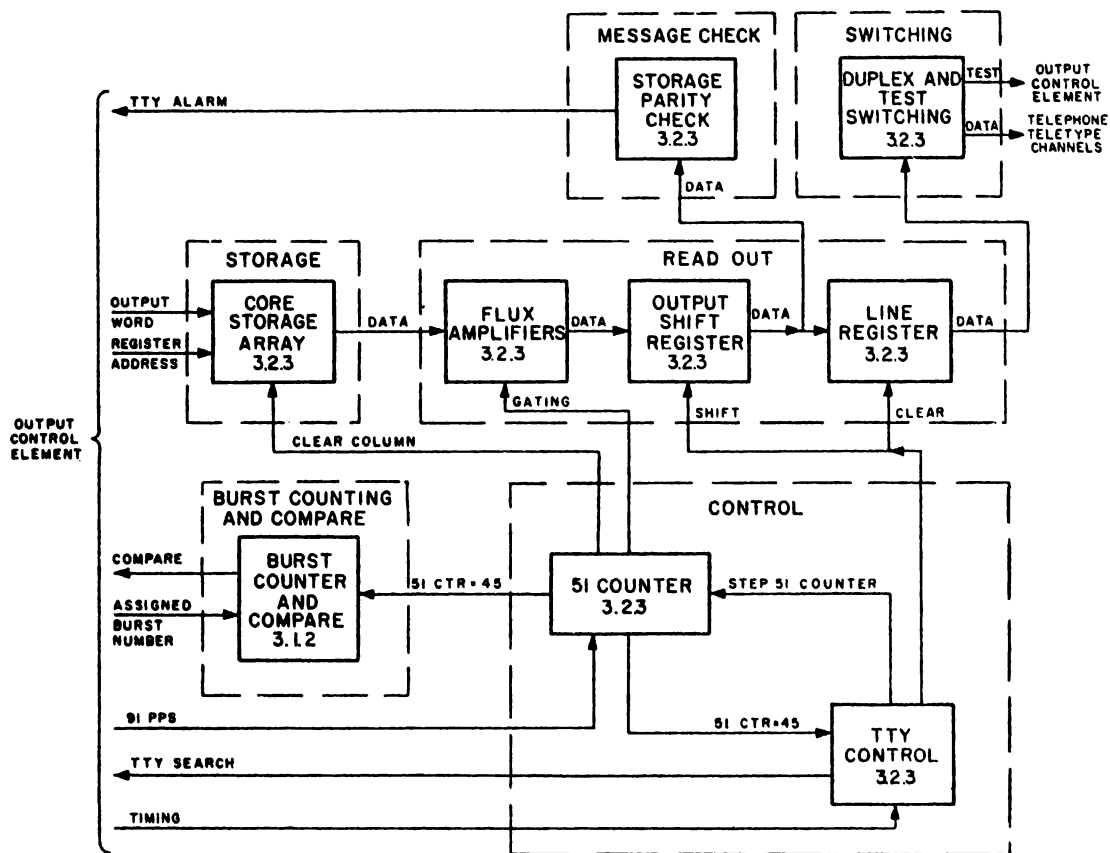 MESSAGE CHECK
STORAGE
PARITY
CHECK
3.2.3
SWITCHING
DUPLEX AND
TEST
SWITCHING
3.2.3
TEST
OUTPUT
CONTROL
ELEMENT
DATA
TELEPHONE
TELETYPE
CHANNELS
TTY ALARM
DATA
STORAGE
OUTPUT
WORD
REGISTER
ADDRESS
CORE
STORAGE
ARRAY
3.2.3
DATA
READ OUT
FLUX
AMPLIFIERS
3.2.3
DATA
OUTPUT
SHIFT
REGISTER
3.2.3
DATA
LINE
REGISTER
3.2.3
DATA
GATING
SHIFT
CLEAR
OUTPUT
CONTROL
ELEMENT
CLEAR COLUMN
BURST COUNTING
AND COMPARE
COMPARE
ASSIGNED
BURST
NUMBER
BURST
COUNTER
AND
COMPARE
3.1.2
51 CTR=45
CONTROL
51 COUNTER
3.2.3
STEP 51 COUNTER
91 PPS
51 CTR=45
TTY
CONTROL
3.2.3
TTY SEARCH
TIMING